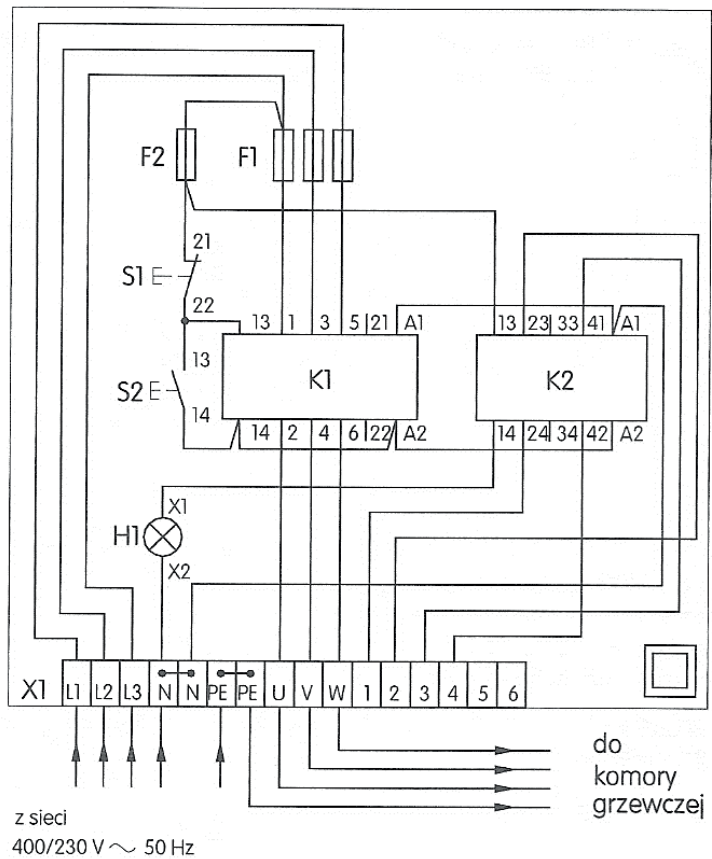 F2 F1
21
S1
22
13 1 3 5 21 A1
13 23 33 41 A1
13
K1
K2
S2
14
14 2 4 6 22 A2
14 24 34 42 A2
X1
H1
X2
X1 L1 L2 L3 N N PE PE U V W 1 2 3 4 5 6
do
komory
grzewczej
z sieci
400/230 V ~ 50 Hz